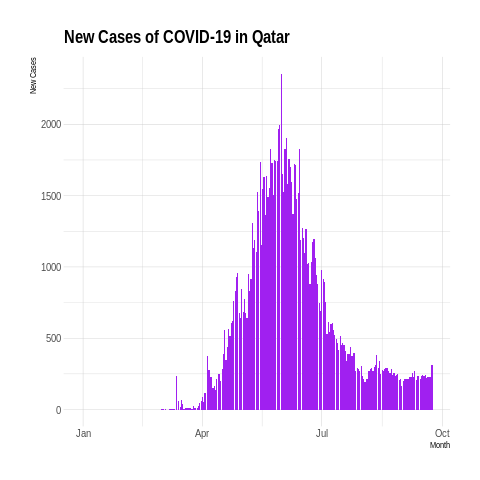 New Cases of COVID-19 in Qatar
New Cases
2000
1500
1000
500
0
Jan Apr Jul Oct
Month